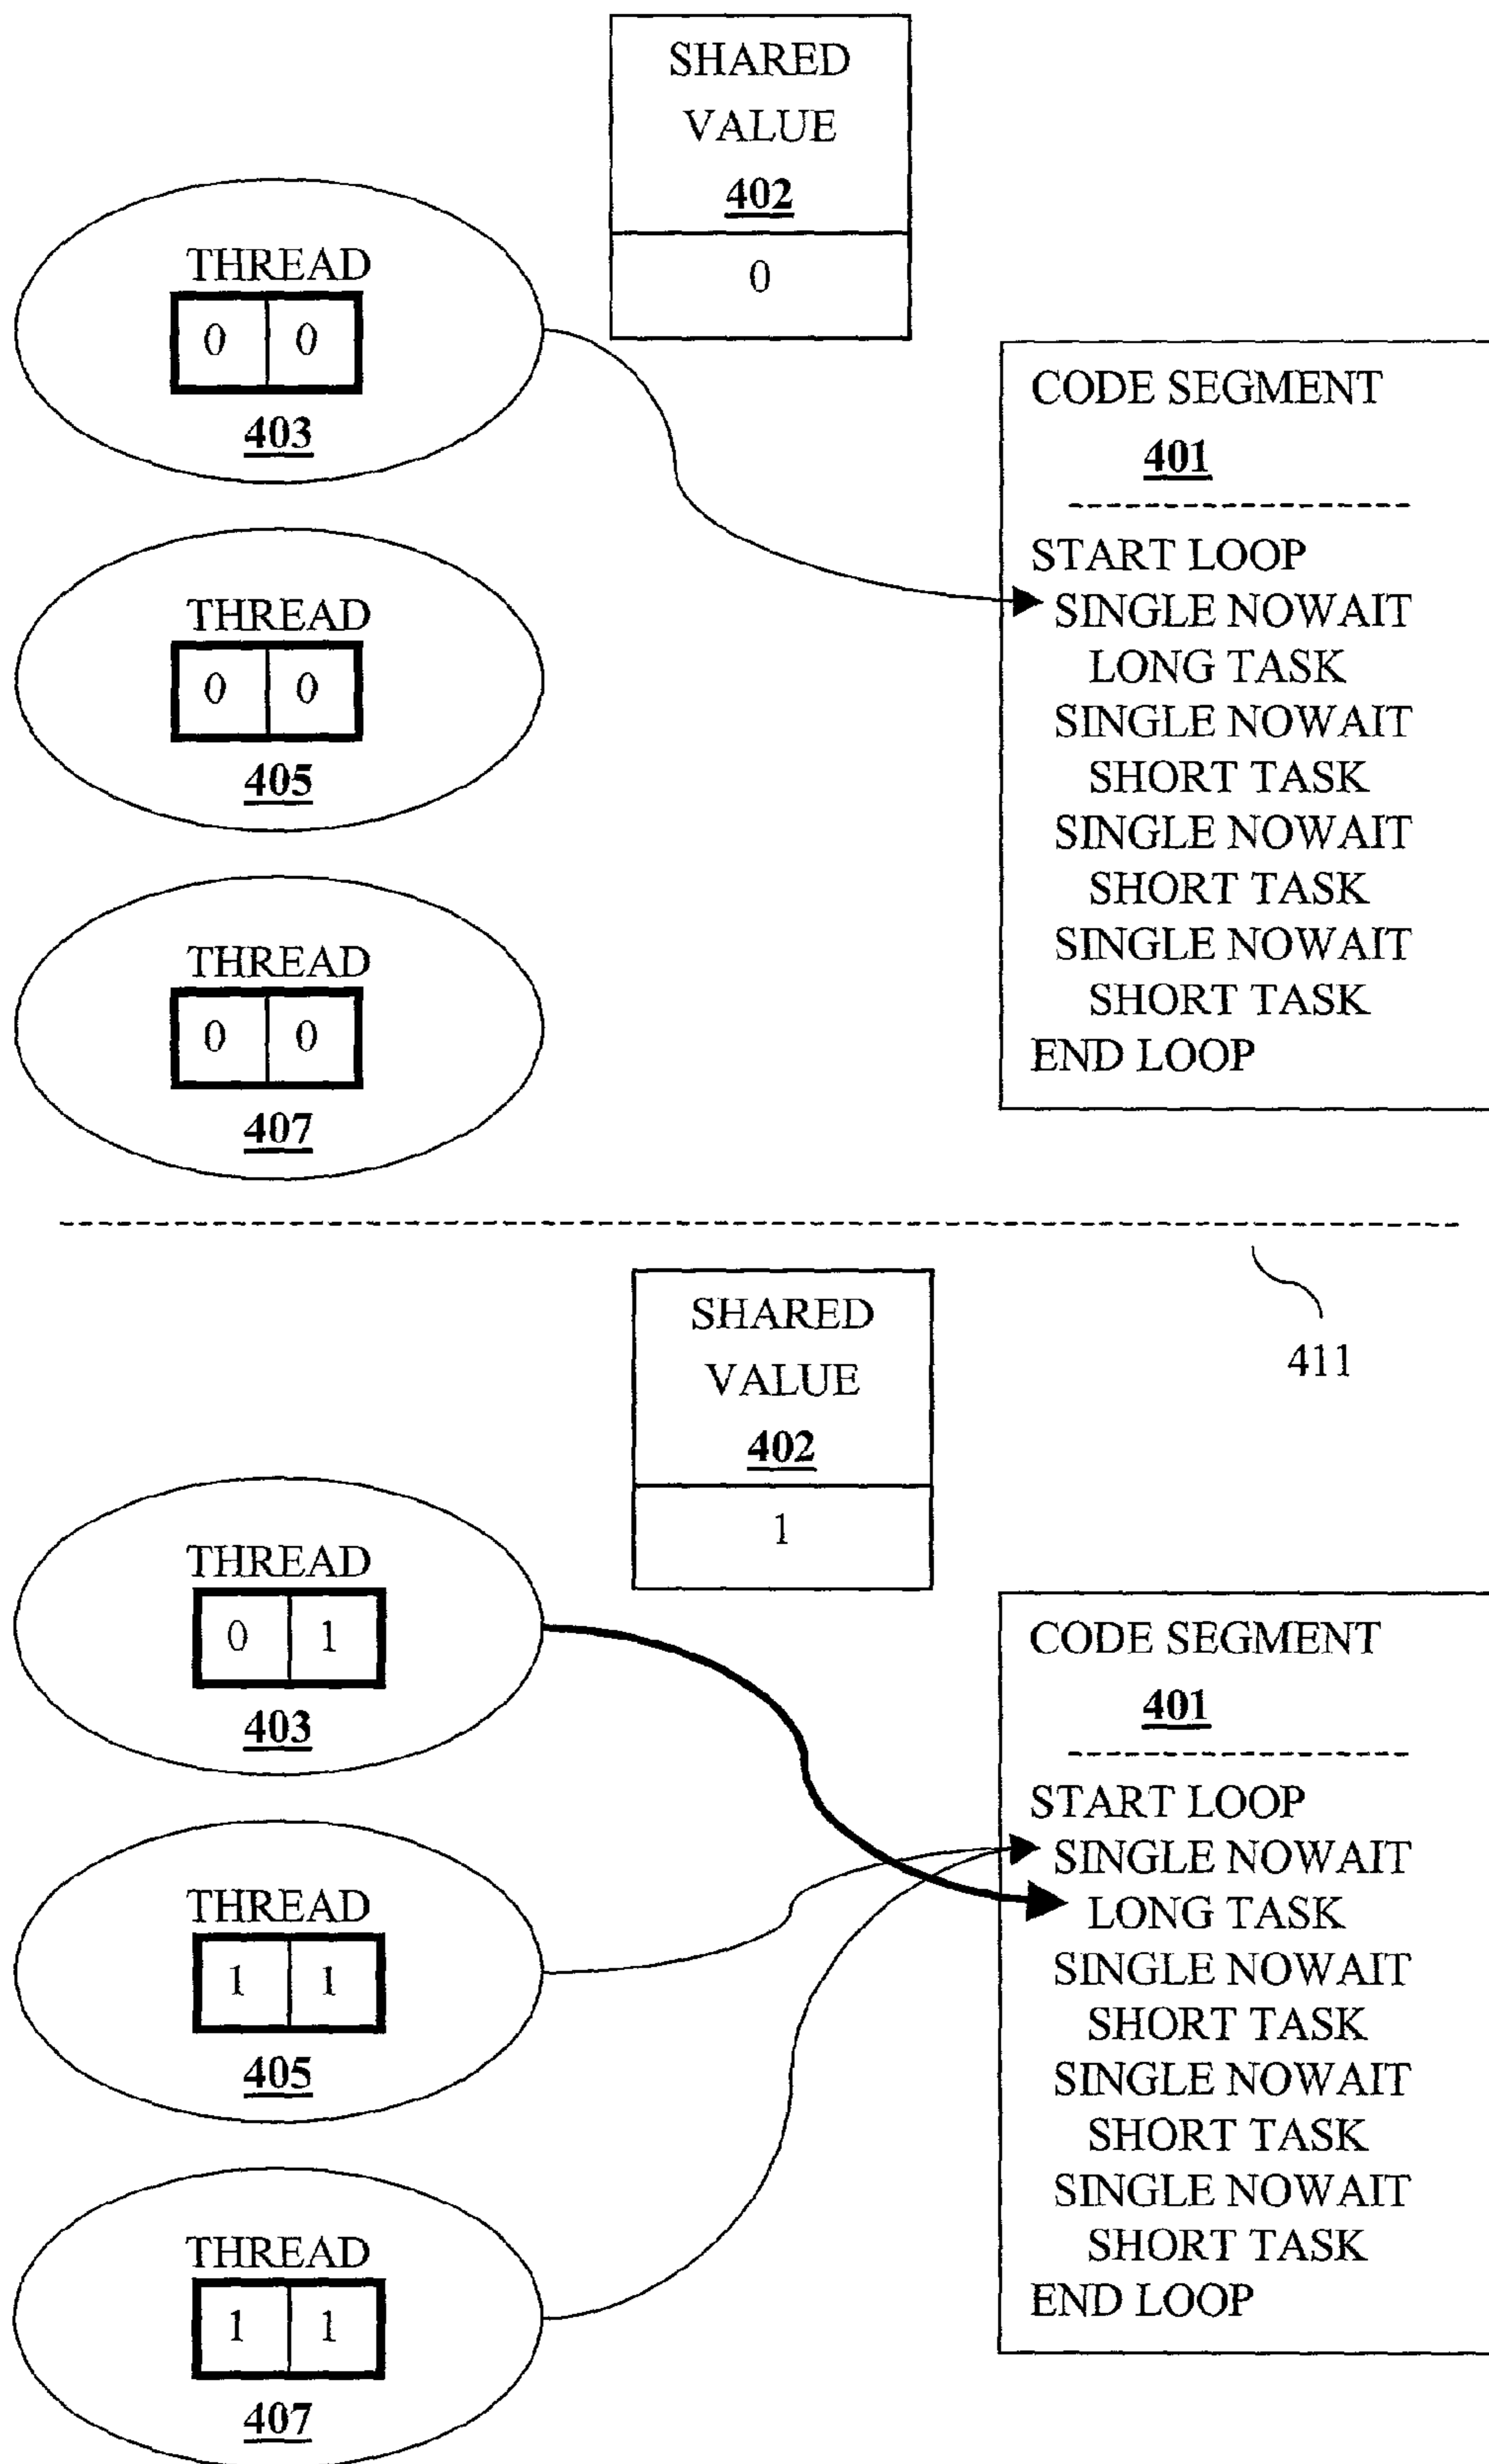 SHARED
VALUE
402
0
THREAD
0 0
403
THREAD
0 0
405
THREAD
0 0
407
CODE SEGMENT
401
START LOOP
SINGLE NOWAIT
LONG TASK
SINGLE NOWAIT
SHORT TASK
SINGLE NOWAIT
SHORT TASK
SINGLE NOWAIT
SHORT TASK
END LOOP
411
SHARED
VALUE
402
1
THREAD
0 1
403
THREAD
1 1
405
THREAD
1 1
407
CODE SEGMENT
401
START LOOP
SINGLE NOWAIT
LONG TASK
SINGLE NOWAIT
SHORT TASK
SINGLE NOWAIT
SHORT TASK
SINGLE NOWAIT
SHORT TASK
END LOOP